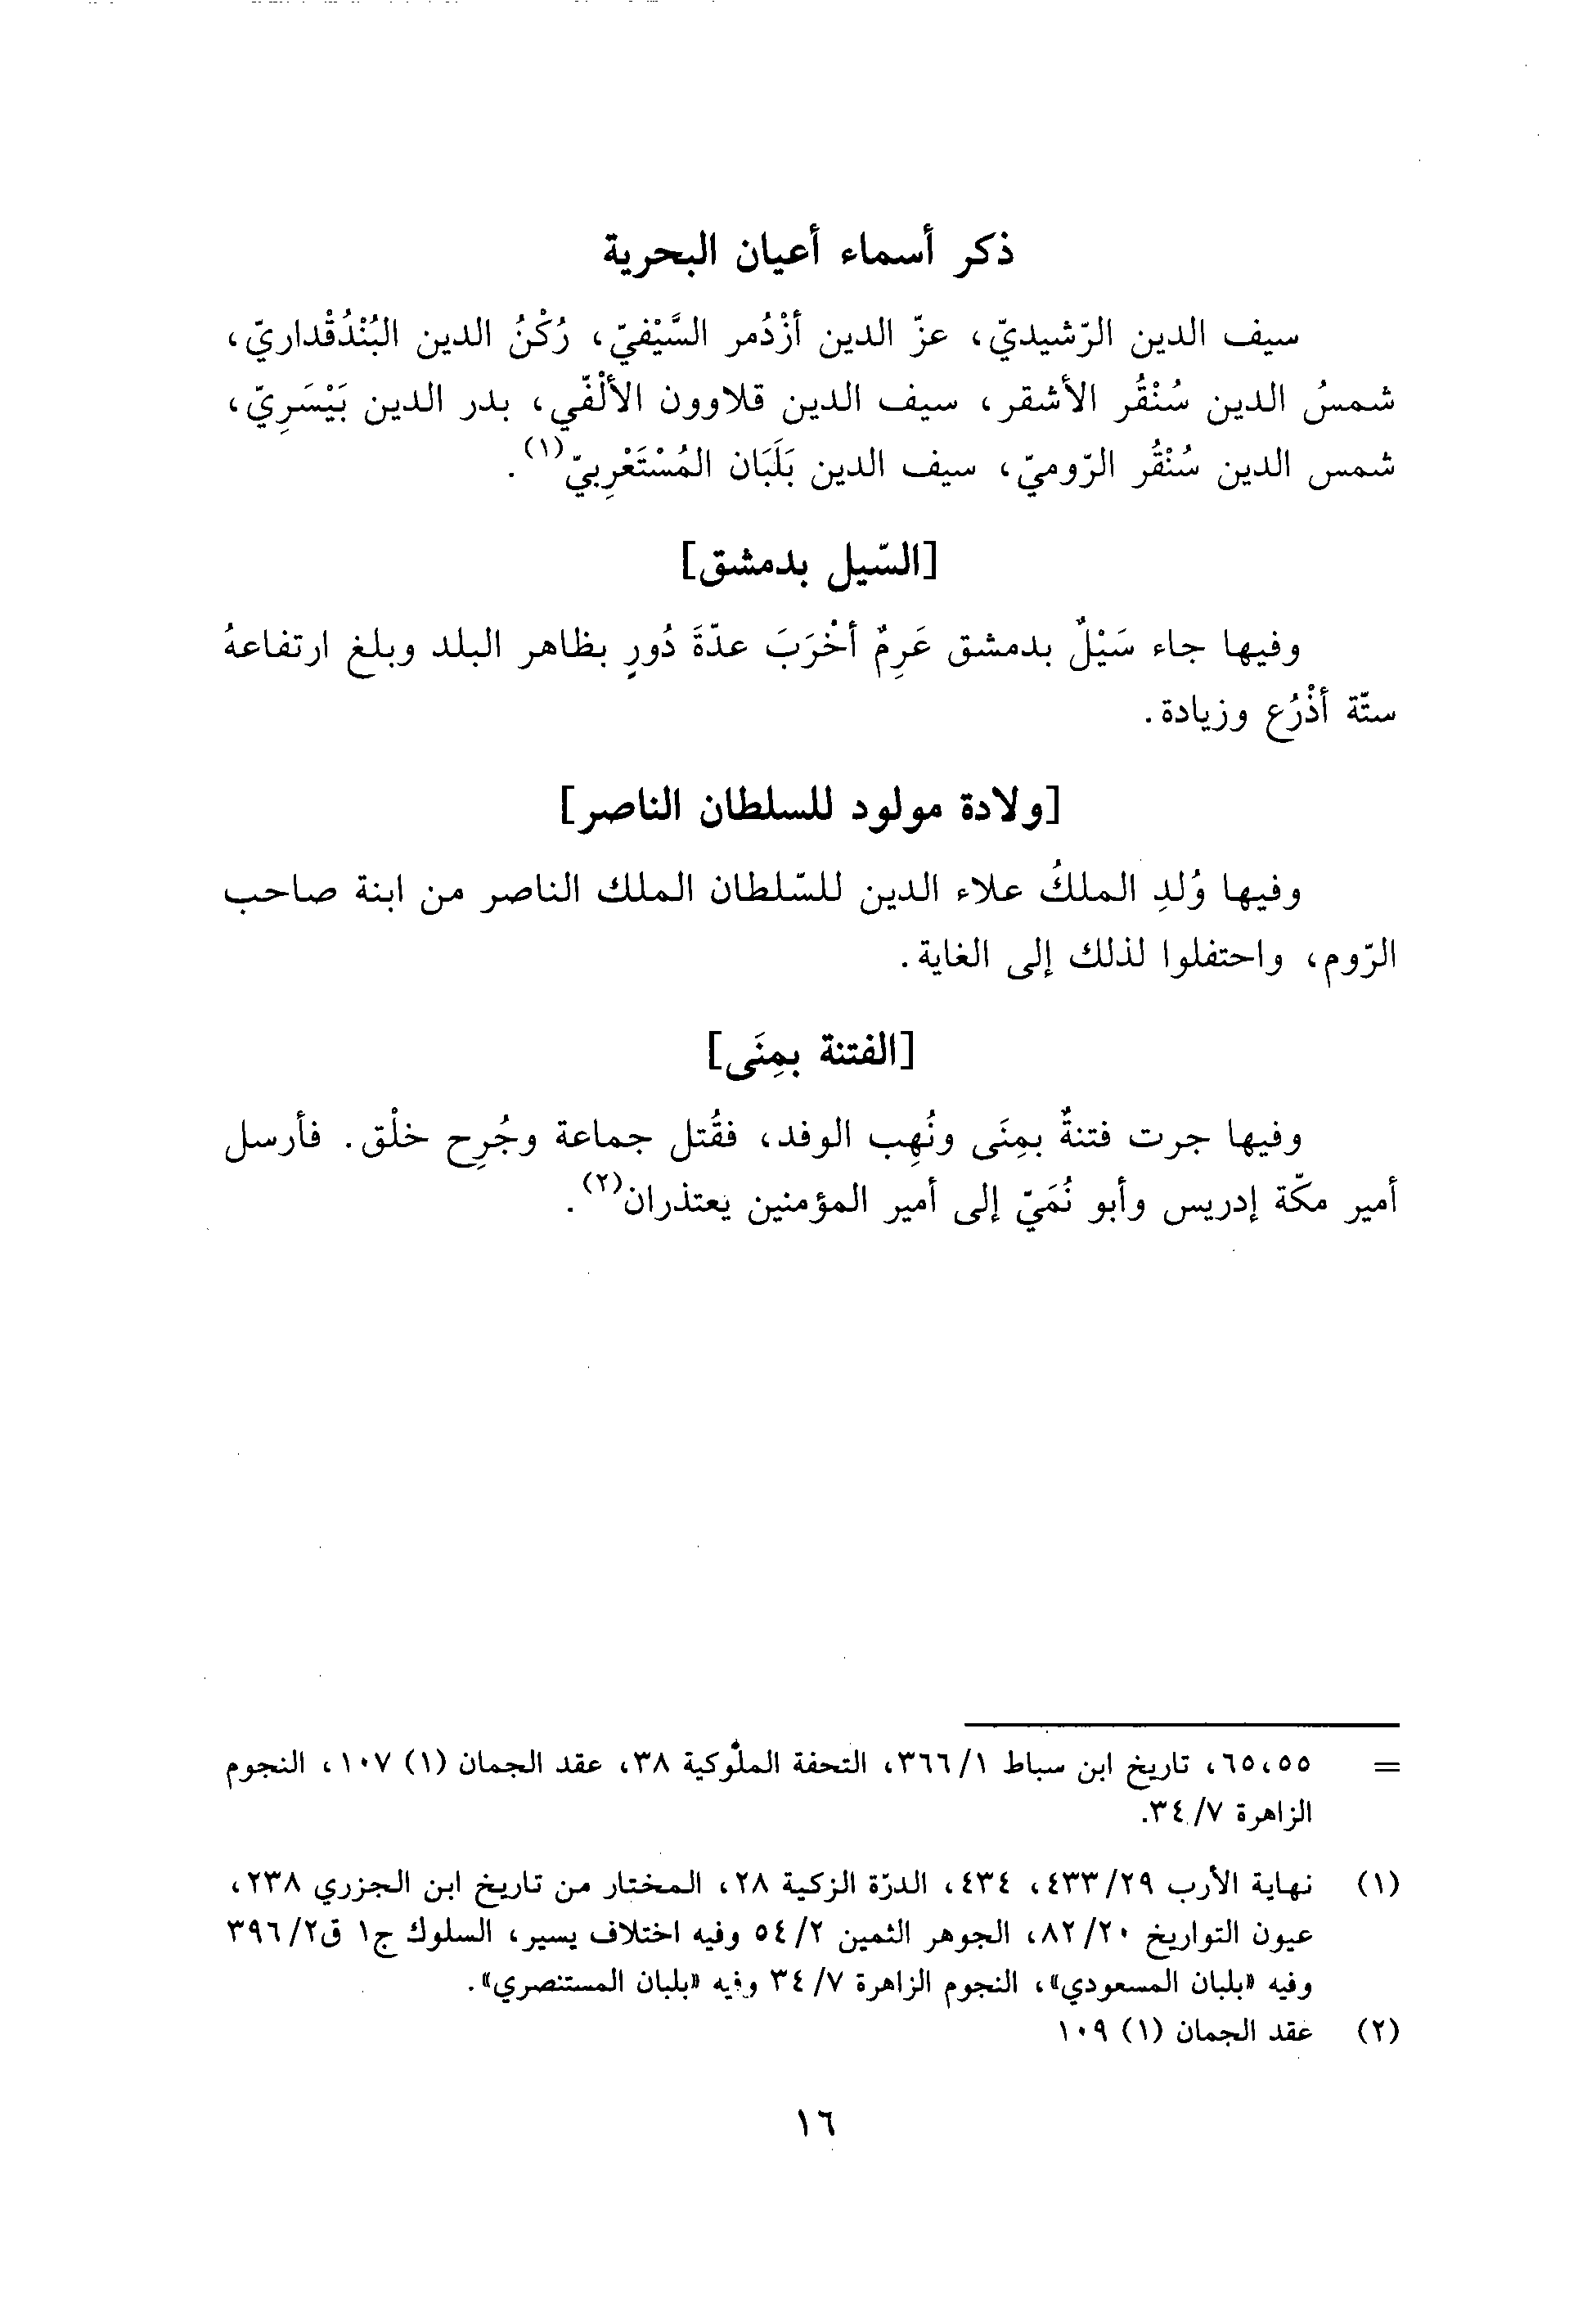 ذكر أسماء أعيان البحرية
سيف الدين الرّشيديّ، عزّ الدين أزْدُمر السَّيْفيّ، رُكْنُ الدين البُنْدُقْداريّ،
شمسُ الدين سُنْقُر الأشقر، سيف الدين قلاوون الألْفّي، بدر الدين بَيْسَرِيّ،
شمس الدين سُنْقُر الرّوميّ، سيف الدين بَلَبَان المُسْتَعْرِبيّ(١).
[السّيل بدمشق]
وفيها جاء سَيْلٌ بدمشق عَرِمٌ أخْرَبَ عدّةَ دُورٍ بظاهر البلد وبلغ ارتفاعهُ
ستّة أذْرُع وزيادة.
[ولادة مولود للسلطان الناصر]
وفيها وُلدِ الملكُ علاء الدين للسّلطان الملك الناصر من ابنة صاحب
الرّوم، واحتفلوا لذلك إلى الغاية.
[الفتنة بمِنَى]
وفيها جرت فتنةٌ بمِنَى ونُهِب الوفد، فقُتل جماعة وجُرِح خلْق. فأرسل
أمير مكّة إدريس وأبو نُمَيّ إلى أمير المؤمنين يعتذران(٢).
= ٦٥،٥٥، تاريخ ابن سباط ٣٦٦/١، التحفة الملوكية ٣٨، عقد الجمان (١) ١٠٧، النجوم
الزاهرة ٣٤/٧.
(١) نهاية الأرب ٤٣٣/٢٩، ٤٣٤، الدرّة الزكية ٢٨، المختار من تاريخ ابن الجزري ٢٣٨،
عيون التواريخ ٨٢/٢٠، الجوهر الثمين ٥٤/٢ وفيه اختلاف يسير، السلوك ج١ ق٣٩٦/٢
وفيه «بلبان المسعودي»، النجوم الزاهرة ٣٤/٧ وفيه «بلبان المستنصري».
(٢) عقد الجمان (١) ١٠٩
١٦